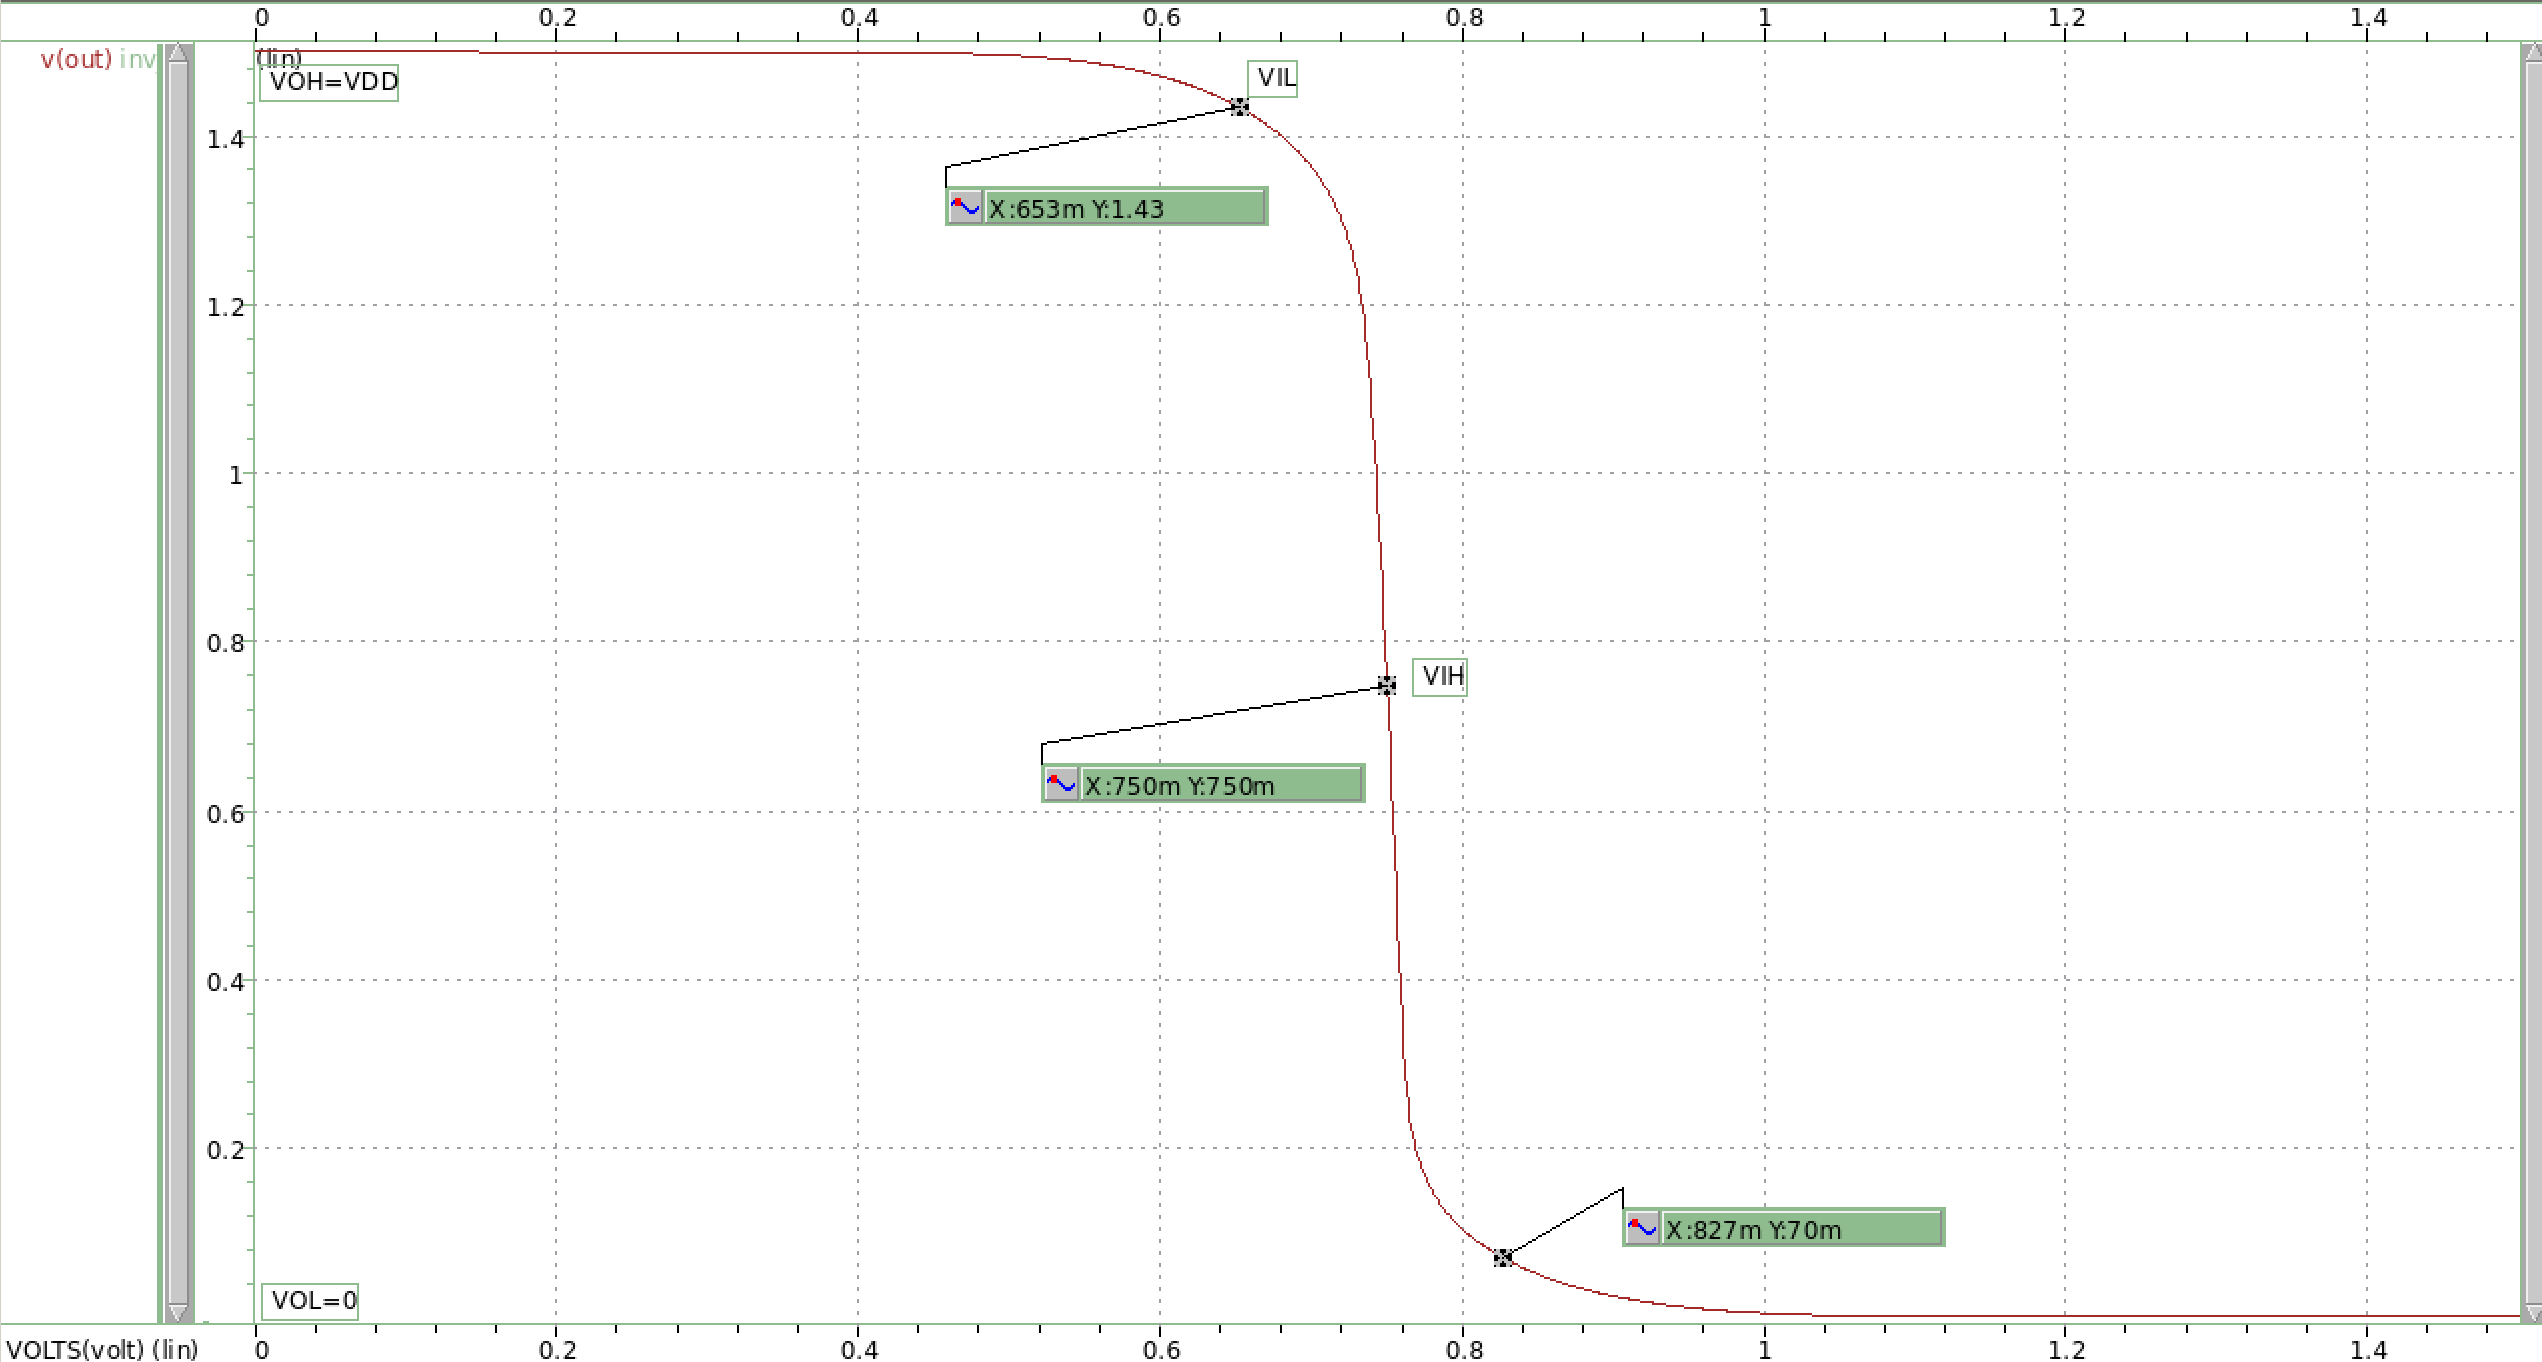 0 0.2 0.4 0.6 0.8 1 1.2 1.4
v(out) inv
(lin)
VOH=VDD
VIL
1.4
X:653m Y:1.43
1.2
1
0.8
VIH
X:750m Y:750m
0.6
0.4
0.2
X:827m Y:70m
VOL=0
VOLTS(volt) (lin) 0 0.2 0.4 0.6 0.8 1 1.2 1.4